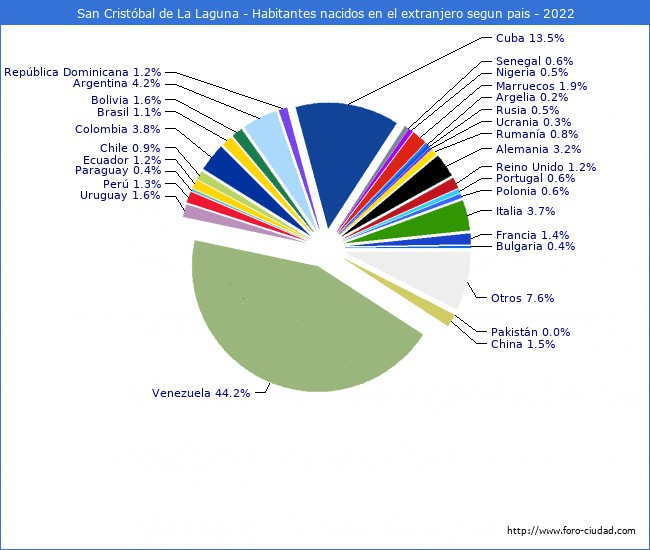 San Cristóbal de La Laguna - Habitantes nacidos en el extranjero segun pais - 2022
Cuba 13.5%
Senegal 0.6%
Nigeria 0.5%
Marruecos 1.9%
Argelia 0.2%
Rusia 0.5%
Ucrania 0.3%
Rumanía 0.8%
Alemania 3.2%
Reino Unido 1.2%
Portugal 0.6%
Polonia 0.6%
Italia 3.7%
Francia 1.4%
Bulgaria 0.4%
Otros 7.6%
Pakistán 0.0%
China 1.5%
Venezuela 44.2%
Uruguay 1.6%
Perú 1.3%
Paraguay 0.4%
Ecuador 1.2%
Chile 0.9%
Colombia 3.8%
Brasil 1.1%
Bolivia 1.6%
Argentina 4.2%
República Dominicana 1.2%
http://www.foro-ciudad.com